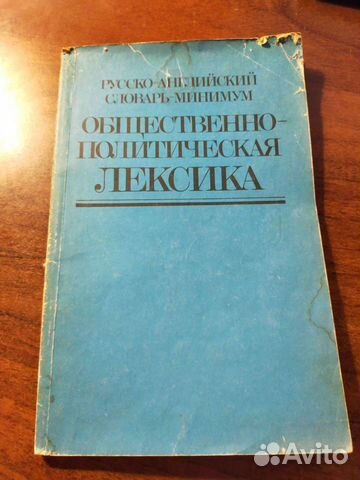 РУССКО-АНГЛИЙСКИЙ
СЛОВАРЬ-МИНИМУМ
ОБЩЕСТВЕННО-
ПОЛИТИЧЕСКАЯ
ЛЕКСИКА
Avito